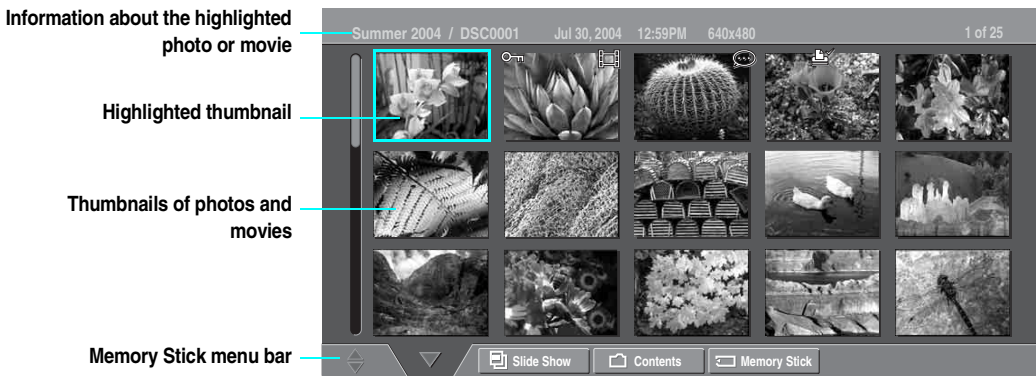 Information about the highlighted
photo or movie
Summer 2004 / DSC0001 Jul 30, 2004 12:59PM 640x480 1 of 25
Highlighted thumbnail
Thumbnails of photos and
movies
Memory Stick menu bar
Slide Show Contents Memory Stick